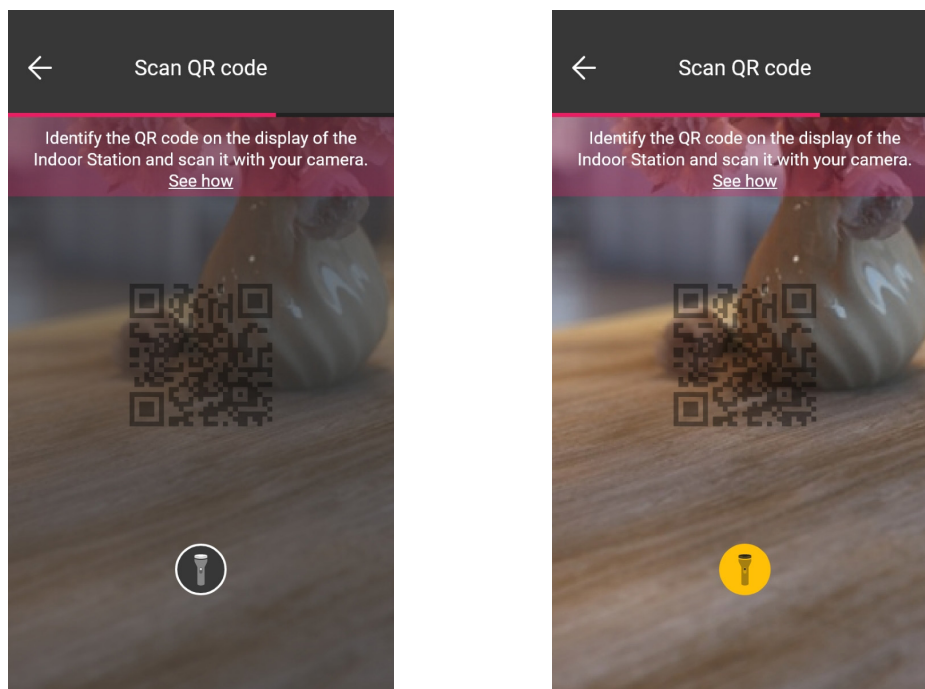 Scan QR code
Identify the QR code on the display of the
Indoor Station and scan it with your camera.
See how
Scan QR code
Identify the QR code on the display of the
Indoor Station and scan it with your camera.
See how